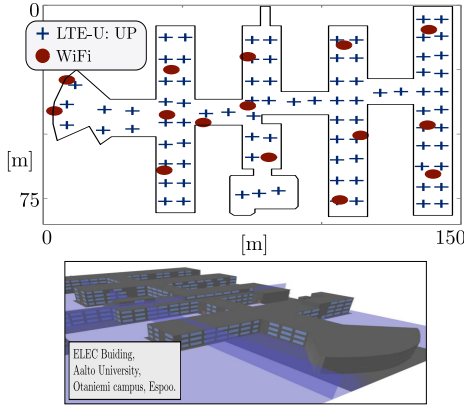 0
LTE-U: UP
WiFi
[m]
75
0
[m]
150
ELEC Buiding,
Aalto University,
Otaniemi campus, Espoo.